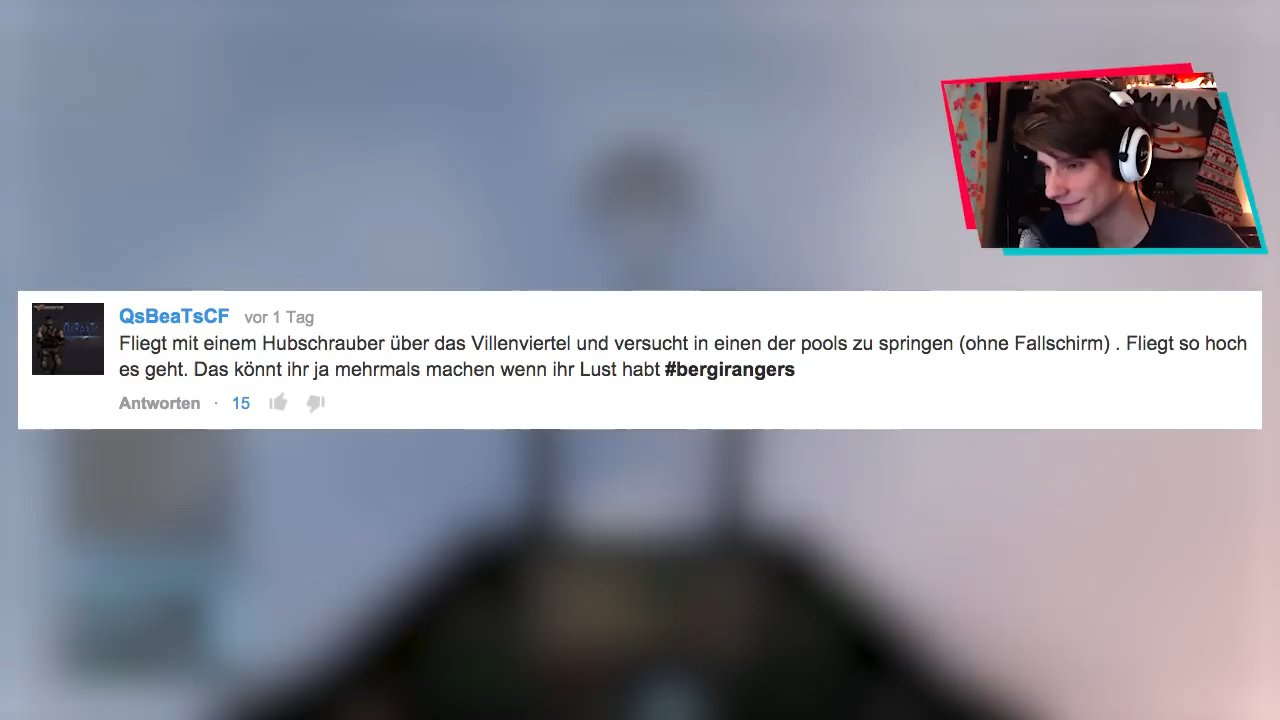 QsBeaTsCF vor 1 Tag
Fliegt mit einem Hubschrauber über das Villenviertel und versucht in einen der pools zu springen (ohne Fallschirm) . Fliegt so hoch
es geht. Das könnt ihr ja mehrmals machen wenn ihr Lust habt #bergirangers
Antworten · 15